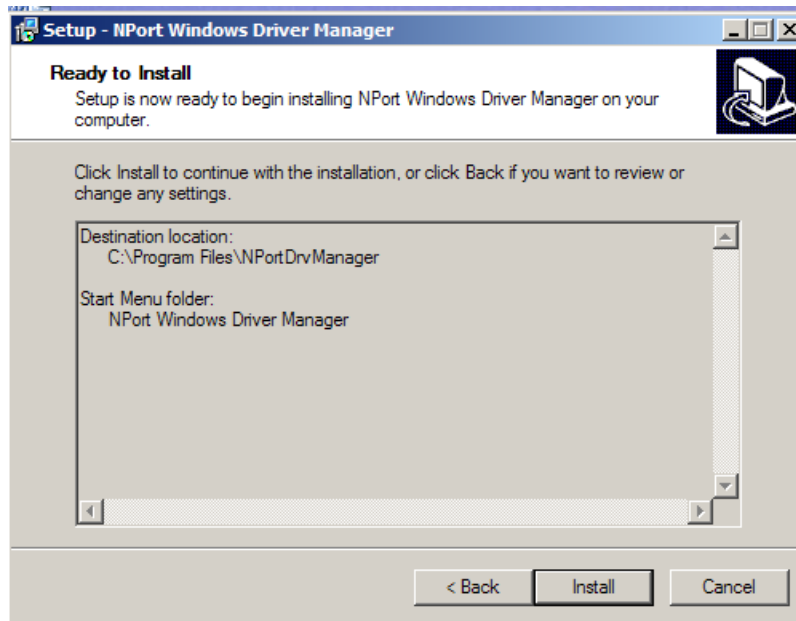 Setup - NPort Windows Driver Manager
Ready to Install
Setup is now ready to begin installing NPort Windows Driver Manager on your
computer.
Click Install to continue with the installation, or click Back if you want to review or
change any settings.
Destination location:
C:\Program Files\NPortDrvManager
Start Menu folder:
NPort Windows Driver Manager
< Back
Install
Cancel